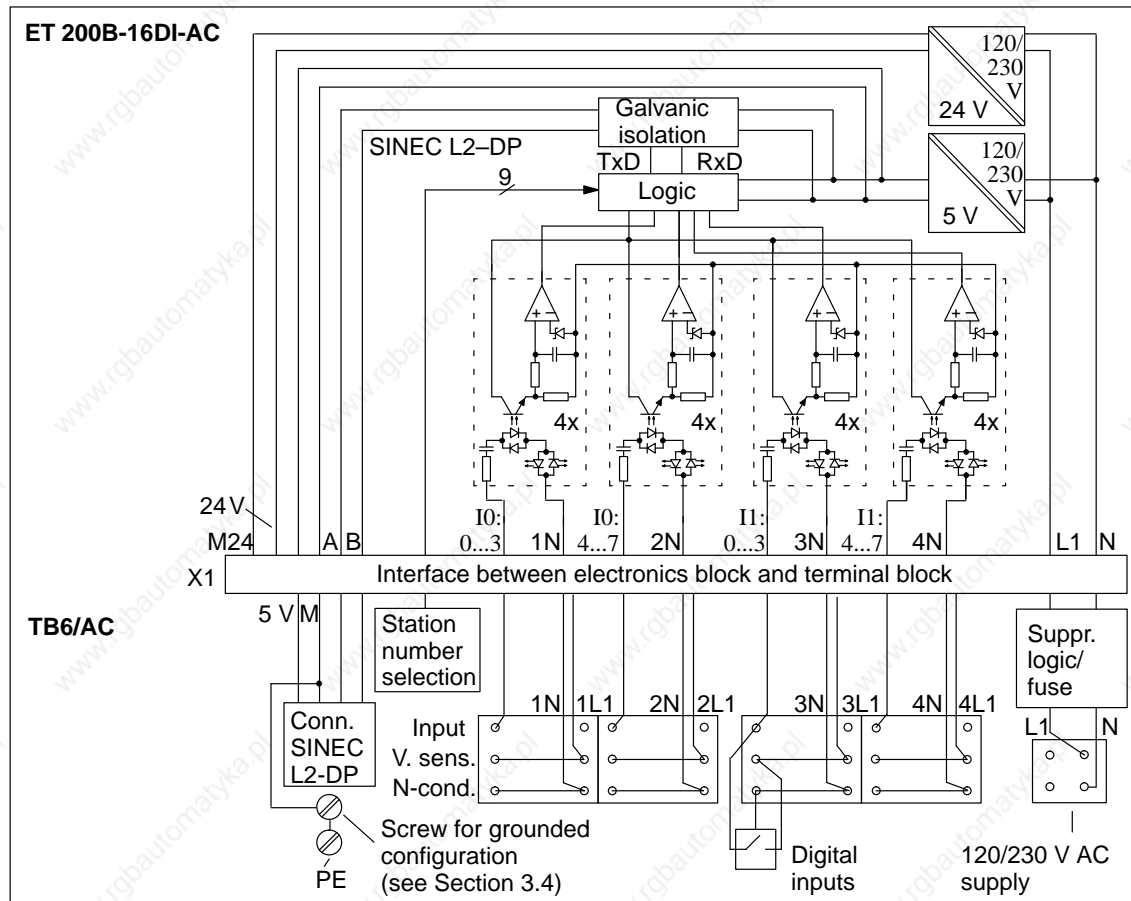 ET 200B-16DI-AC
120/
230
V
24 V
Galvanic
isolation
SINEC L2–DP
TxD
RxD
120/
230
V
5 V
9
Logic
4x
4x
4x
4x
24 V
M24
A
B
I0:
0...3
1N
I0:
4...7
2N
I1:
0...3
3N
I1:
4...7
4N
L1
N
X1
Interface between electronics block and terminal block
5 V
M
TB6/AC
Station
number
selection
Suppr.
logic/
fuse
1N
1L1
2N
2L1
3N
3L1
4N
4L1
Conn.
SINEC
L2-DP
Input
V. sens.
N-cond.
L1
N
Screw for grounded
configuration
(see Section 3.4)
PE
Digital
inputs
120/230 V AC
supply
www.rgbautomatyka.pl